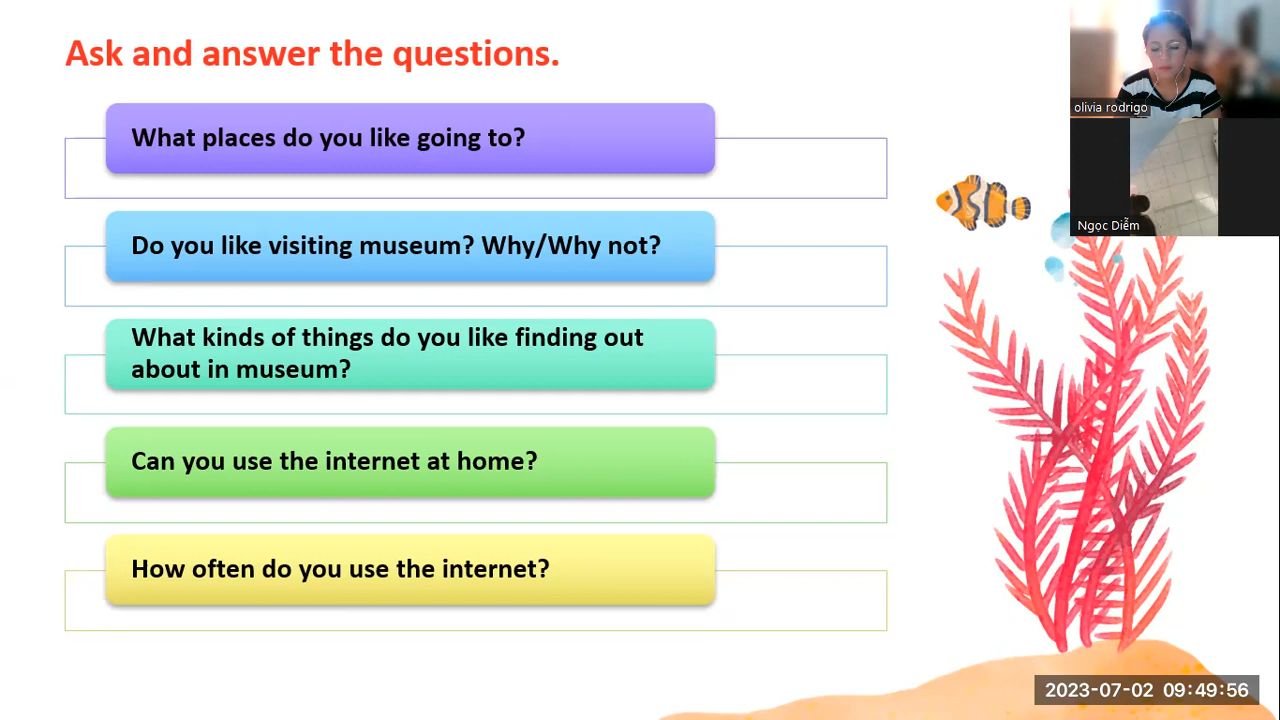 Ask and answer the questions.
What places do you like going to?
Do you like visiting museum? Why/Why not?
What kinds of things do you like finding out
about in museum?
Can you use the internet at home?
How often do you use the internet?
olivia rodrigo
Ngọc Diễm
2023-07-02 09:49:56